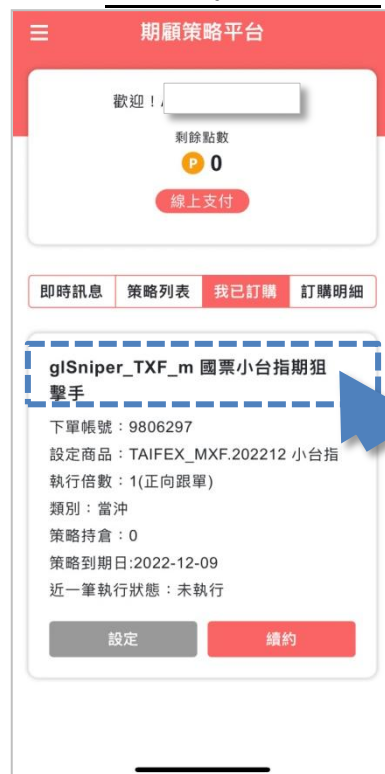 期顧策略平台
歡迎！
剩餘點數
P 0
線上支付
即時訊息 策略列表 我已訂購 訂購明細
glSniper_TXF_m 國票小台指期狙
擊手
下單帳號：9806297
設定商品：TAIFEX_MXF.202212 小台指
執行倍數：1(正向跟單)
類別：當沖
策略持倉：0
策略到期日:2022-12-09
近一筆執行狀態：未執行
設定 續約